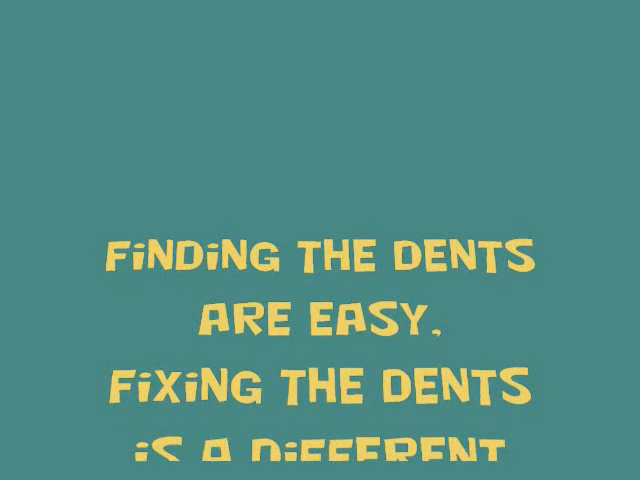 FINDING THE DENTS
ARE EASY,
FIXING THE DENTS
IS A DIFFERENT